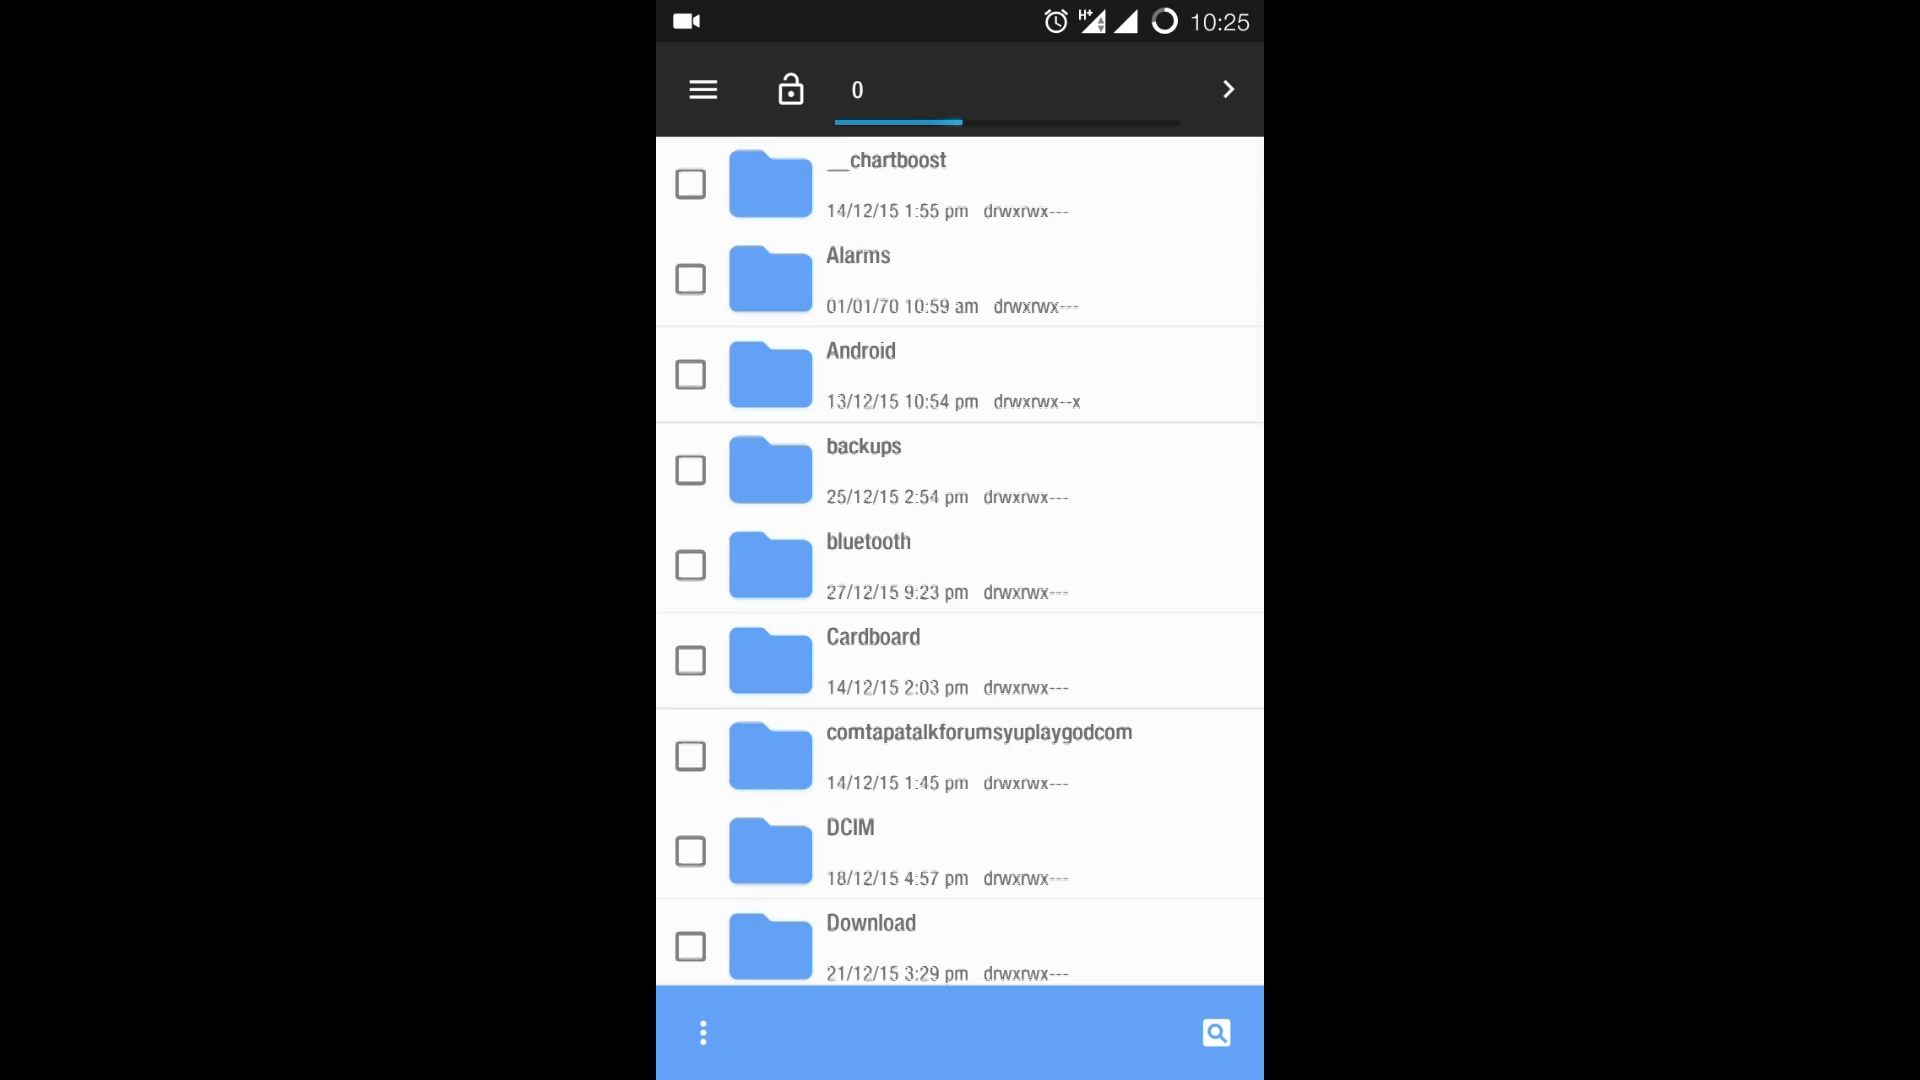 H+ 10:25
0
__chartboost
14/12/15 1:55 pm drwxrwx---
Alarms
01/01/70 10:59 am drwxrwx---
Android
13/12/15 10:54 pm drwxrwx--x
backups
25/12/15 2:54 pm drwxrwx---
bluetooth
27/12/15 9:23 pm drwxrwx---
Cardboard
14/12/15 2:03 pm drwxrwx---
comtapatalkforumsyuplaygodcom
14/12/15 1:45 pm drwxrwx---
DCIM
18/12/15 4:57 pm drwxrwx---
Download
21/12/15 3:29 pm drwxrwx---